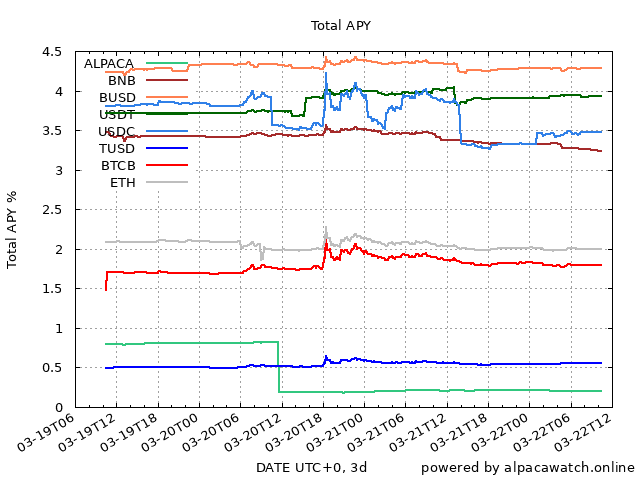 Total APY
Total APY %
4.5
4
3.5
3
2.5
2
1.5
1
0.5
0
ALPACA
BNB
BUSD
USDT
USDC
TUSD
BTCB
ETH
03-19T06
03-19T12
03-19T18
03-20T00
03-20T06
03-20T12
03-20T18
03-21T00
03-21T06
03-21T12
03-21T18
03-22T00
03-22T06
03-22T12
DATE UTC+0, 3d
powered by alpacawatch.online